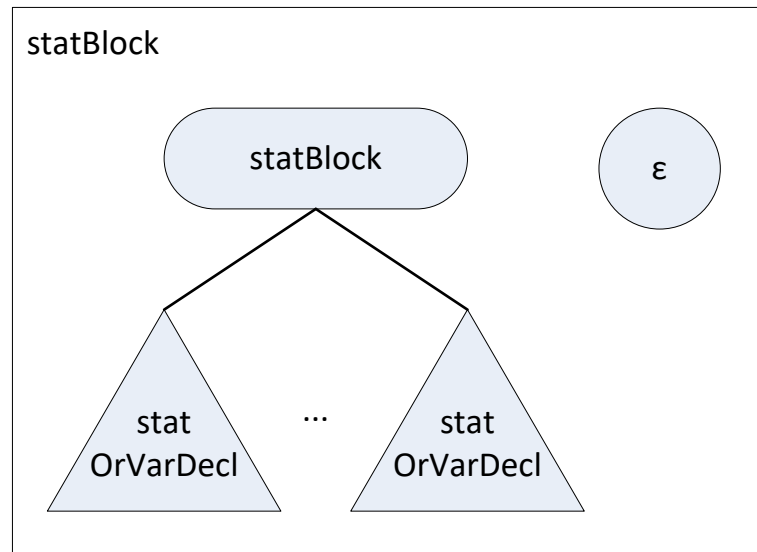 statBlock
statBlock
ε
stat
OrVarDecl
...
stat
OrVarDecl